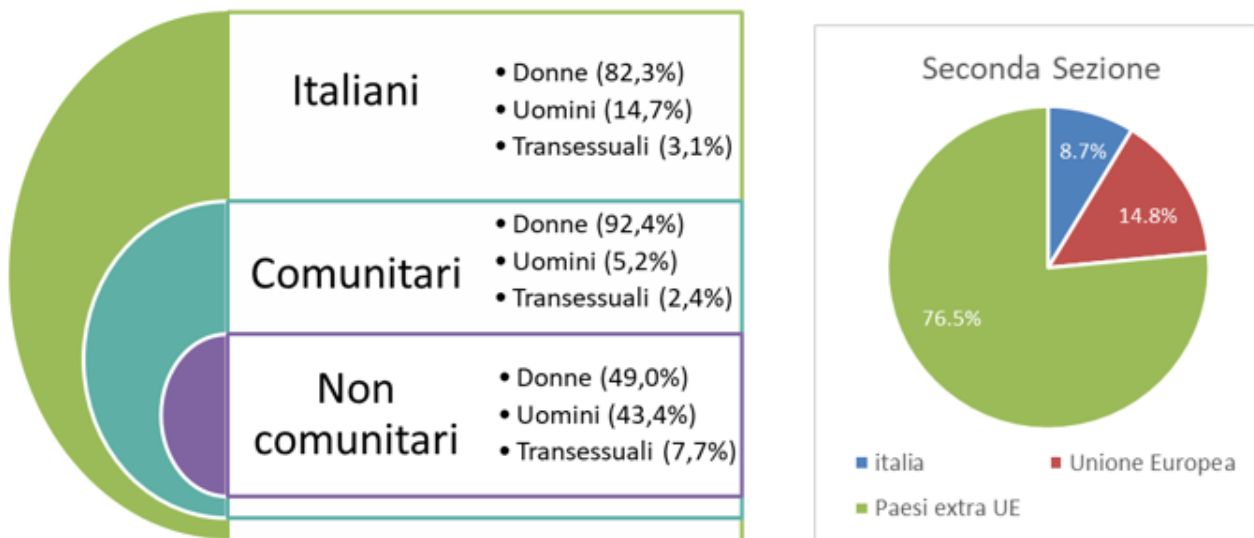 Italiani
• Donne (82,3%)
• Uomini (14,7%)
• Transessuali (3,1%)
Comunitari
• Donne (92,4%)
• Uomini (5,2%)
• Transessuali (2,4%)
Non
comunitari
• Donne (49,0%)
• Uomini (43,4%)
• Transessuali (7,7%)
Seconda Sezione
8.7%
14.8%
76.5%
italia
Unione Europea
Paesi extra UE